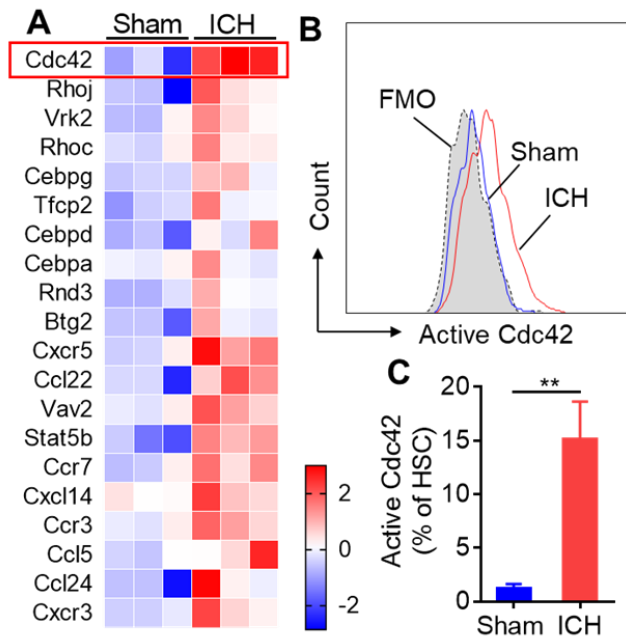 A
Sham ICH
Cdc42
Rhoj
Vrk2
Rhoc
Cebpg
Tfcp2
Cebpd
Cebpa
Rnd3
Btg2
Cxcr5
Ccl22
Vav2
Stat5b
Ccr7
Cxcl14
Ccr3
Ccl5
Ccl24
Cxcr3
2
0
-2
B
FMO
Sham
ICH
Count
Active Cdc42
C
Active Cdc42
(% of HSC)
20
15
10
5
0
**
Sham ICH